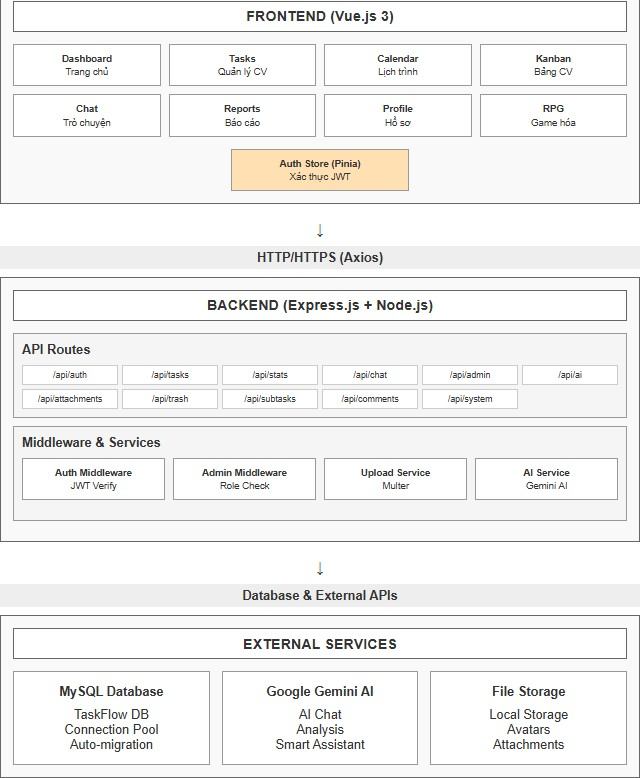 FRONTEND (Vue.js 3)
Dashboard
Trang chủ
Tasks
Quản lý CV
Calendar
Lịch trình
Kanban
Bảng CV
Chat
Trò chuyện
Reports
Báo cáo
Profile
Hồ sơ
RPG
Game hóa
Auth Store (Pinia)
Xác thực JWT
↓
HTTP/HTTPS (Axios)
BACKEND (Express.js + Node.js)
API Routes
/api/auth
/api/tasks
/api/stats
/api/chat
/api/admin
/api/ai
/api/attachments
/api/trash
/api/subtasks
/api/comments
/api/system
Middleware & Services
Auth Middleware
JWT Verify
Admin Middleware
Role Check
Upload Service
Multer
AI Service
Gemini AI
↓
Database & External APIs
EXTERNAL SERVICES
MySQL Database
TaskFlow DB
Connection Pool
Auto-migration
Google Gemini AI
AI Chat
Analysis
Smart Assistant
File Storage
Local Storage
Avatars
Attachments